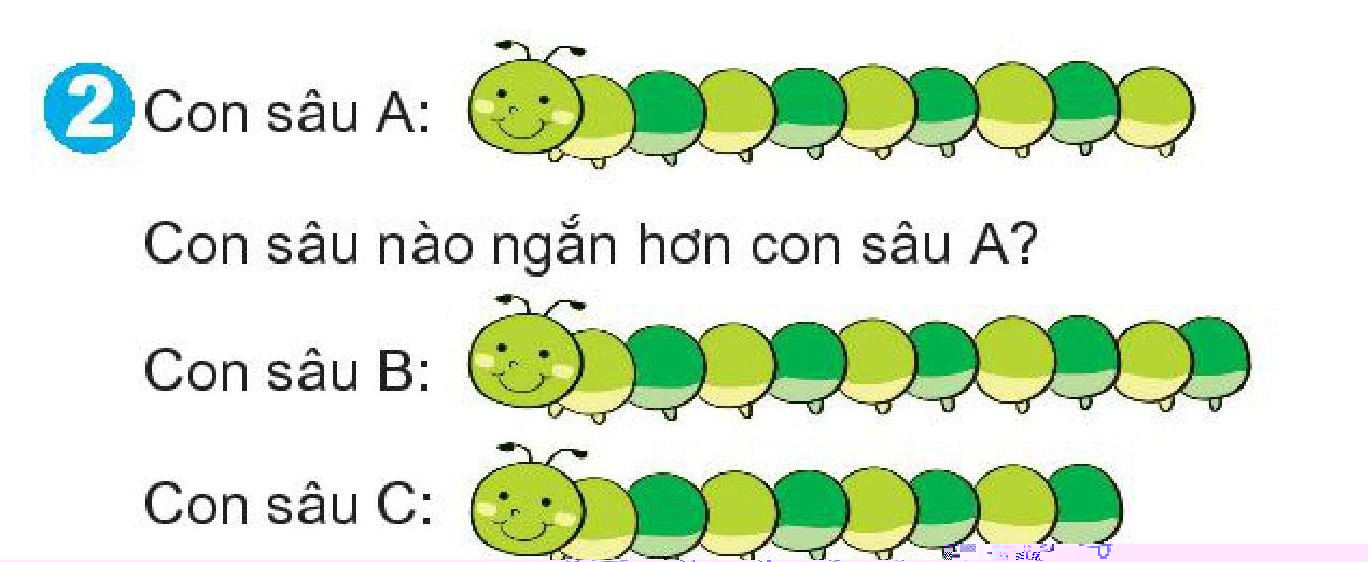 2 Con sâu A:
Con sâu nào ngắn hơn con sâu A?
Con sâu B:
Con sâu C: